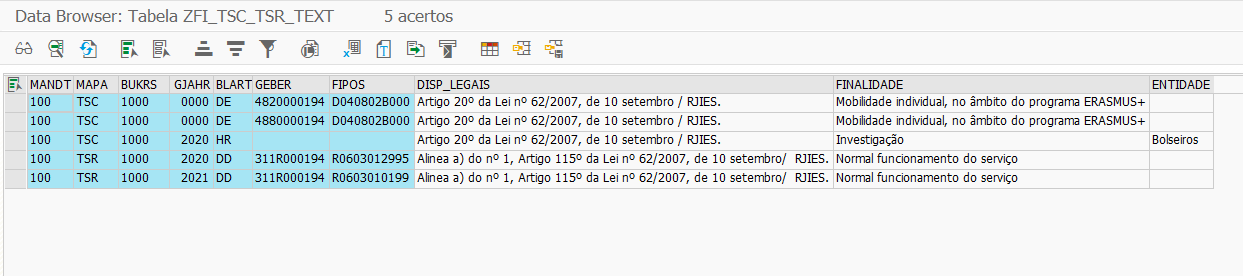 Data Browser: Tabela ZFI_TSC_TSR_TEXT 5 acertos
MANDT MAPA BUKRS GJAHR BLART GEBER FIPOS DISP_LEGAIS FINALIDADE ENTIDADE
100 TSC 1000 0000 DE 4820000194 D040802B000 Artigo 20º da Lei nº 62/2007, de 10 setembro / RJIES. Mobilidade individual, no âmbito do programa ERASMUS+
100 TSC 1000 0000 DE 4880000194 D040802B000 Artigo 20º da Lei nº 62/2007, de 10 setembro / RJIES. Mobilidade individual, no âmbito do programa ERASMUS+
100 TSC 1000 2020 HR Artigo 20º da Lei nº 62/2007, de 10 setembro / RJIES. Investigação Bolseiros
100 TSR 1000 2020 DD 311R000194 R0603012995 Alinea a) do nº 1, Artigo 115º da Lei nº 62/2007, de 10 setembro/ RJIES. Normal funcionamento do serviço
100 TSR 1000 2021 DD 311R000194 R0603010199 Alinea a) do nº 1, Artigo 115º da Lei nº 62/2007, de 10 setembro/ RJIES. Normal funcionamento do serviço